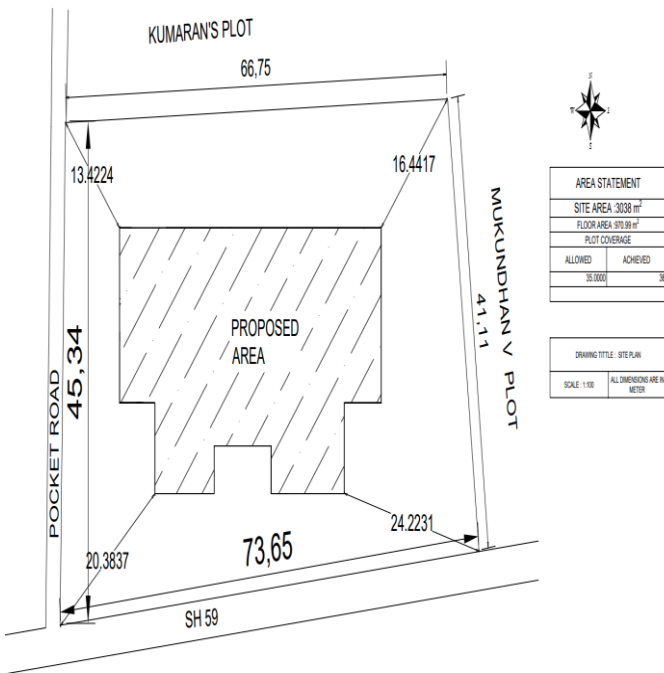 KUMARAN'S PLOT
66,75
13.4224
16.4417
N
W
E
S
AREA STATEMENT
SITE AREA :3038 m²
FLOOR AREA :970.99 m²
PLOT COVERAGE
ALLOWED ACHIEVED
35.0000
MUKUNDHAN V PLOT
41,11
PROPOSED
AREA
DRAWING TITTLE : SITE PLAN
SCALE : 1:100
ALL DIMENSIONS ARE IN
METER
POCKET ROAD
45,34
20.3837
73,65
24.2231
SH 59